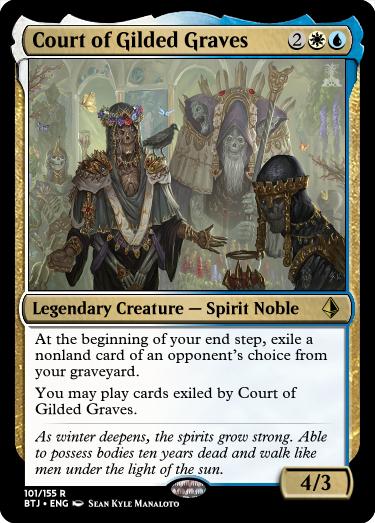 Court of Gilded Graves 2
Legendary Creature — Spirit Noble
At the beginning of your end step, exile a
nonland card of an opponent's choice from
your graveyard.
You may play cards exiled by Court of
Gilded Graves.
As winter deepens, the spirits grow strong. Able
to possess bodies ten years dead and walk like
men under the light of the sun.
4/3
101/155 R
BTJ • ENG Sean Kyle Manaloto